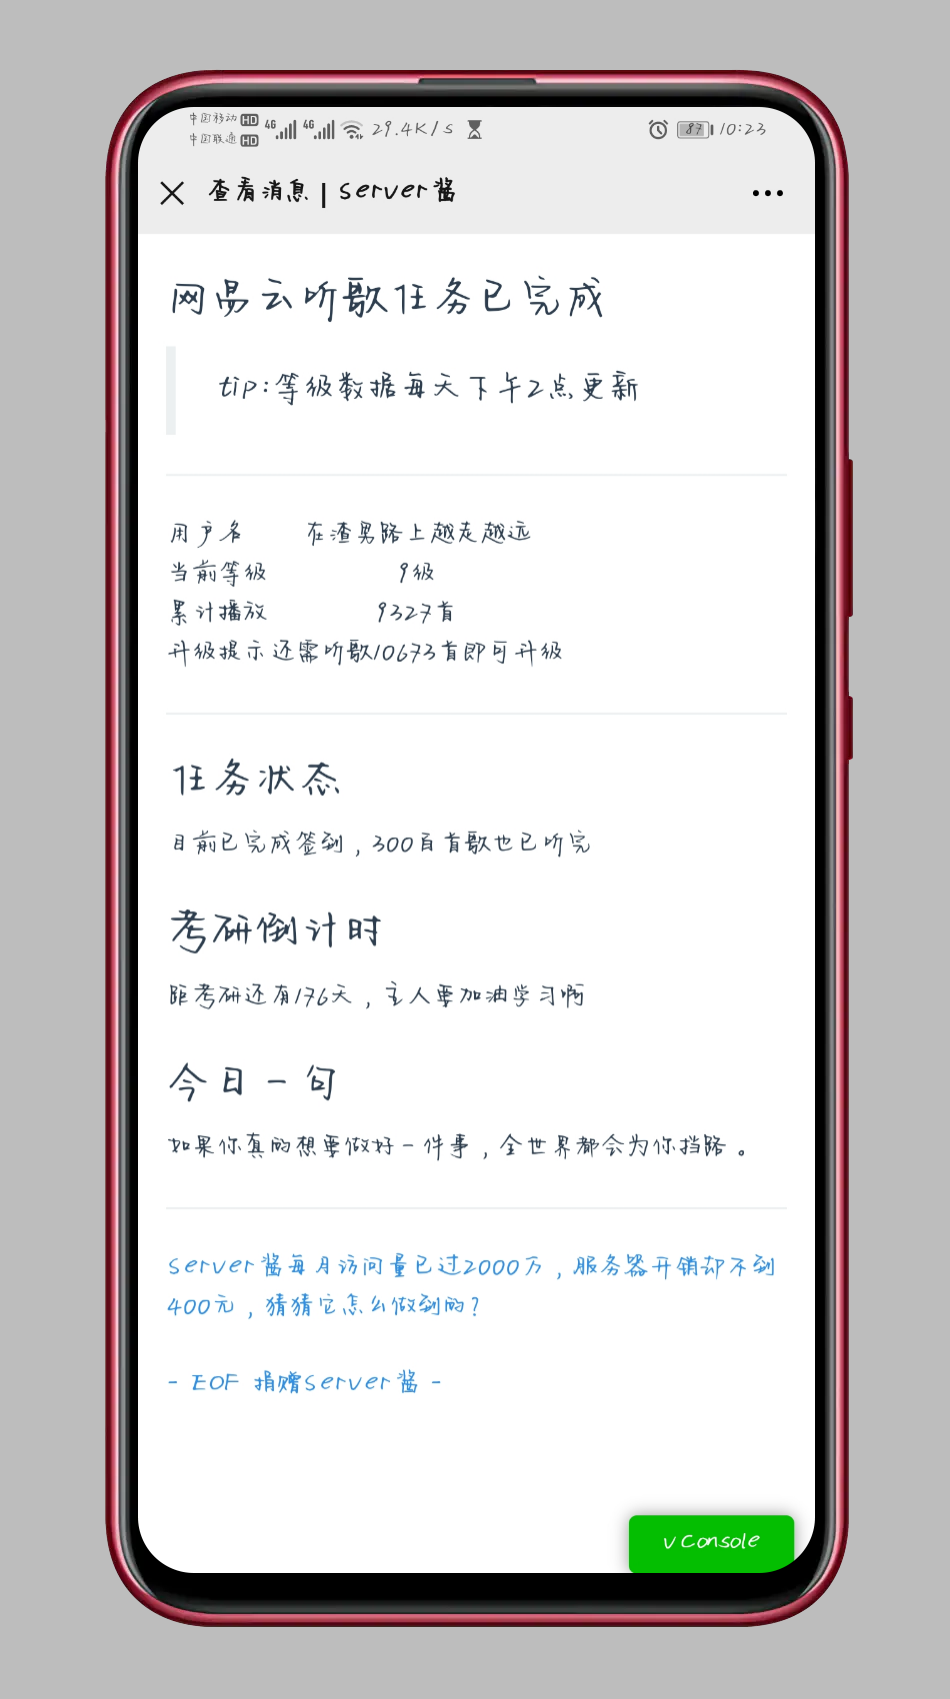 中国移动 HD 4G 4G 29.4K/s 87 10:23
中国联通 HD
查看消息 | Server酱
网易云听歌任务已完成
tip:等级数据每天下午2点更新
用户名 在渣男路上越走越远
当前等级 9级
累计播放 9327首
升级提示还需听歌10673首即可升级
任务状态
目前已完成签到，300百首歌也已听完
考研倒计时
距考研还有176天，主人要加油学习啊
今日一句
如果你真的想要做好一件事，全世界都会为你挡路。
Server酱每月访问量已过2000万，服务器开销却不到
400元，猜猜它怎么做到的？
- EOF 捐赠Server酱 -
vConsole